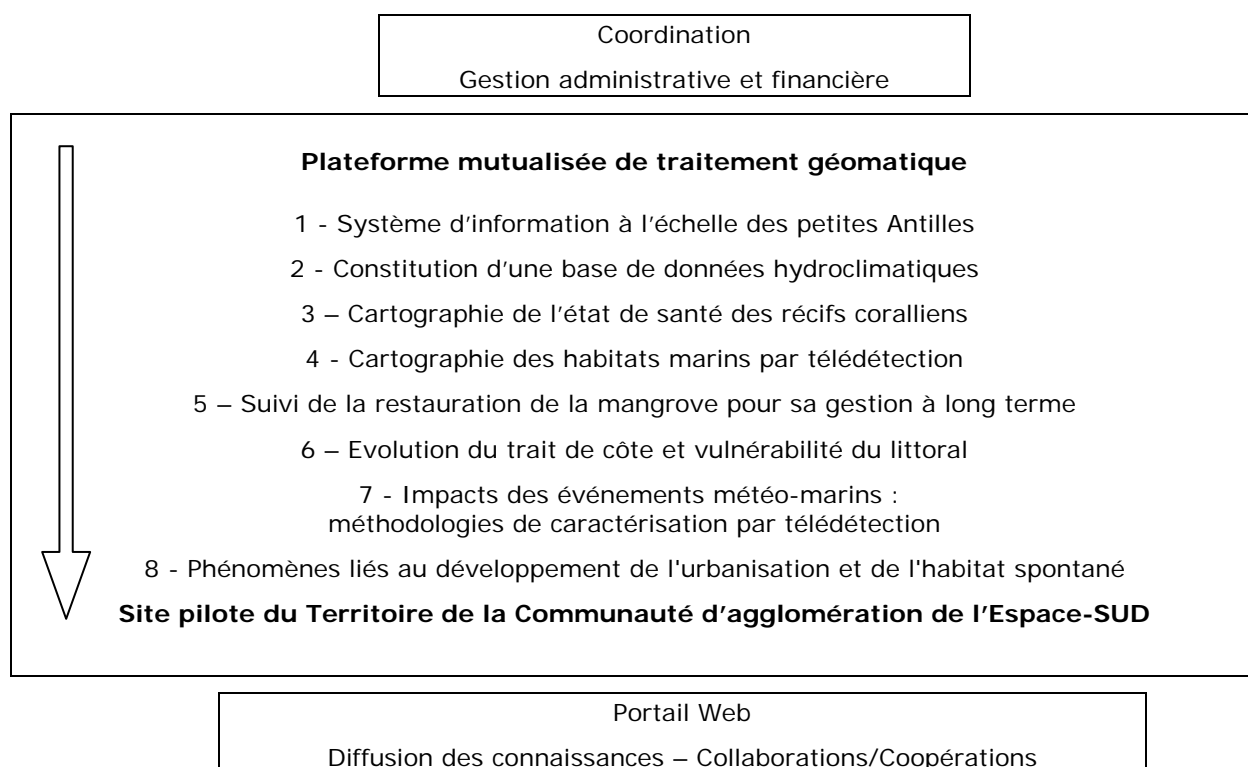 Coordination
Gestion administrative et financière
Plateforme mutualisée de traitement géomatique
1 - Système d’information à l’échelle des petites Antilles
2 - Constitution d’une base de données hydroclimatiques
3 – Cartographie de l’état de santé des récifs coralliens
4 - Cartographie des habitats marins par télédétection
5 – Suivi de la restauration de la mangrove pour sa gestion à long terme
6 – Evolution du trait de côte et vulnérabilité du littoral
7 - Impacts des événements météo-marins :
méthodologies de caractérisation par télédétection
8 - Phénomènes liés au développement de l'urbanisation et de l'habitat spontané
Site pilote du Territoire de la Communauté d’agglomération de l’Espace-SUD
Portail Web
Diffusion des connaissances – Collaborations/Coopérations